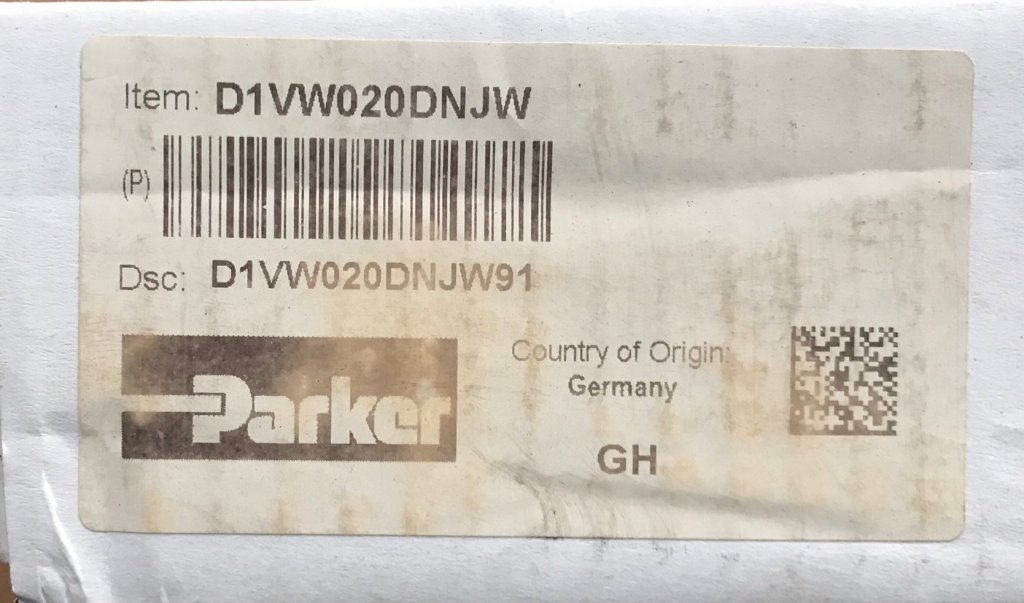 Item: D1VW020DNJW
(P)
Dsc: D1VW020DNJW91
Parker
Country of Origin:
Germany
GH